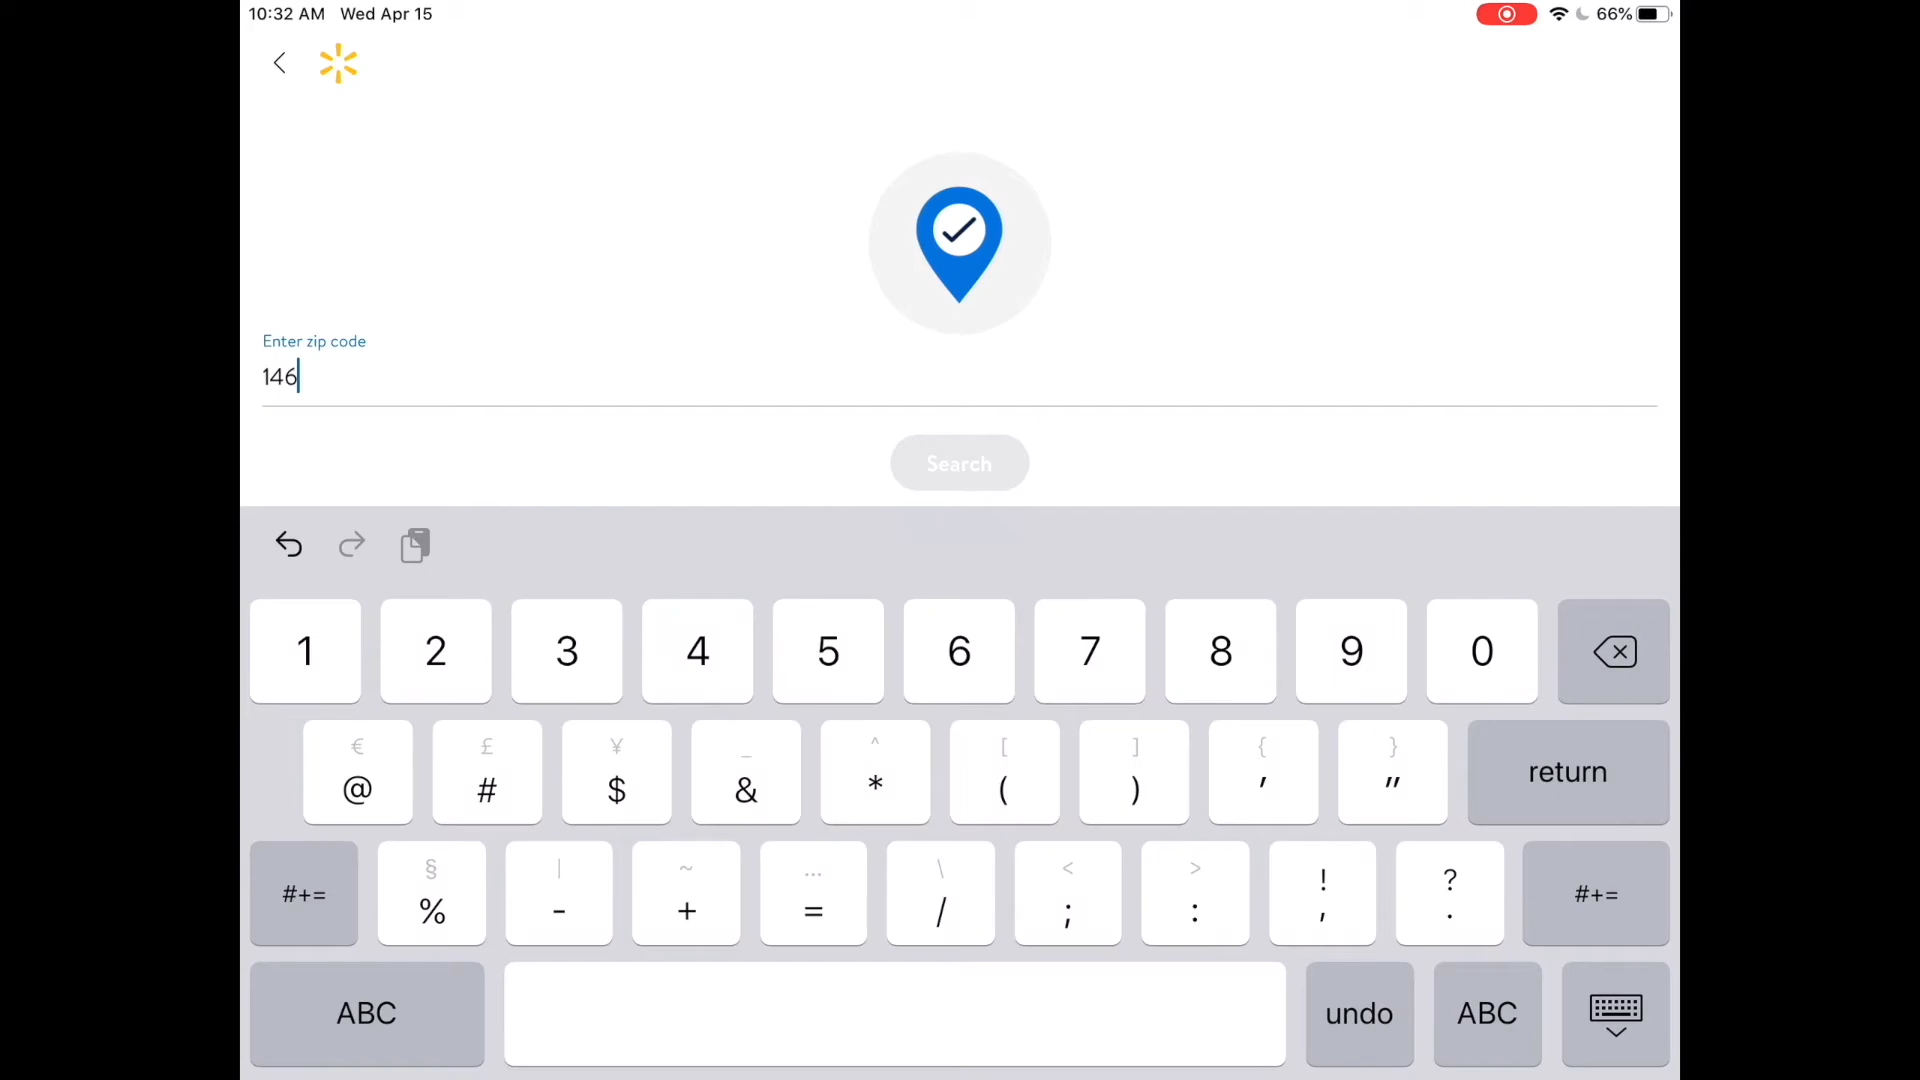 10:32 AM Wed Apr 15 66%
Enter zip code
146
Search
1 2 3 4 5 6 7 8 9 0
€ £ ¥ _ ^ [ ] { }
@ # $ & * ( ) ' " return
§ | ~ … \ < > ! ?
#+= % - + = / ; : , . #+=
ABC undo ABC